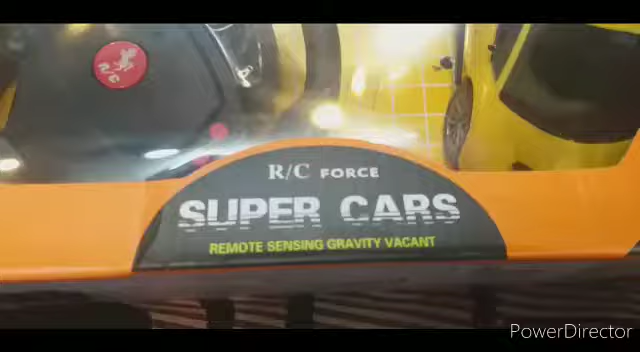 R/C
R/C FORCE
SUPER CARS
REMOTE SENSING GRAVITY VACANT
PowerDirector